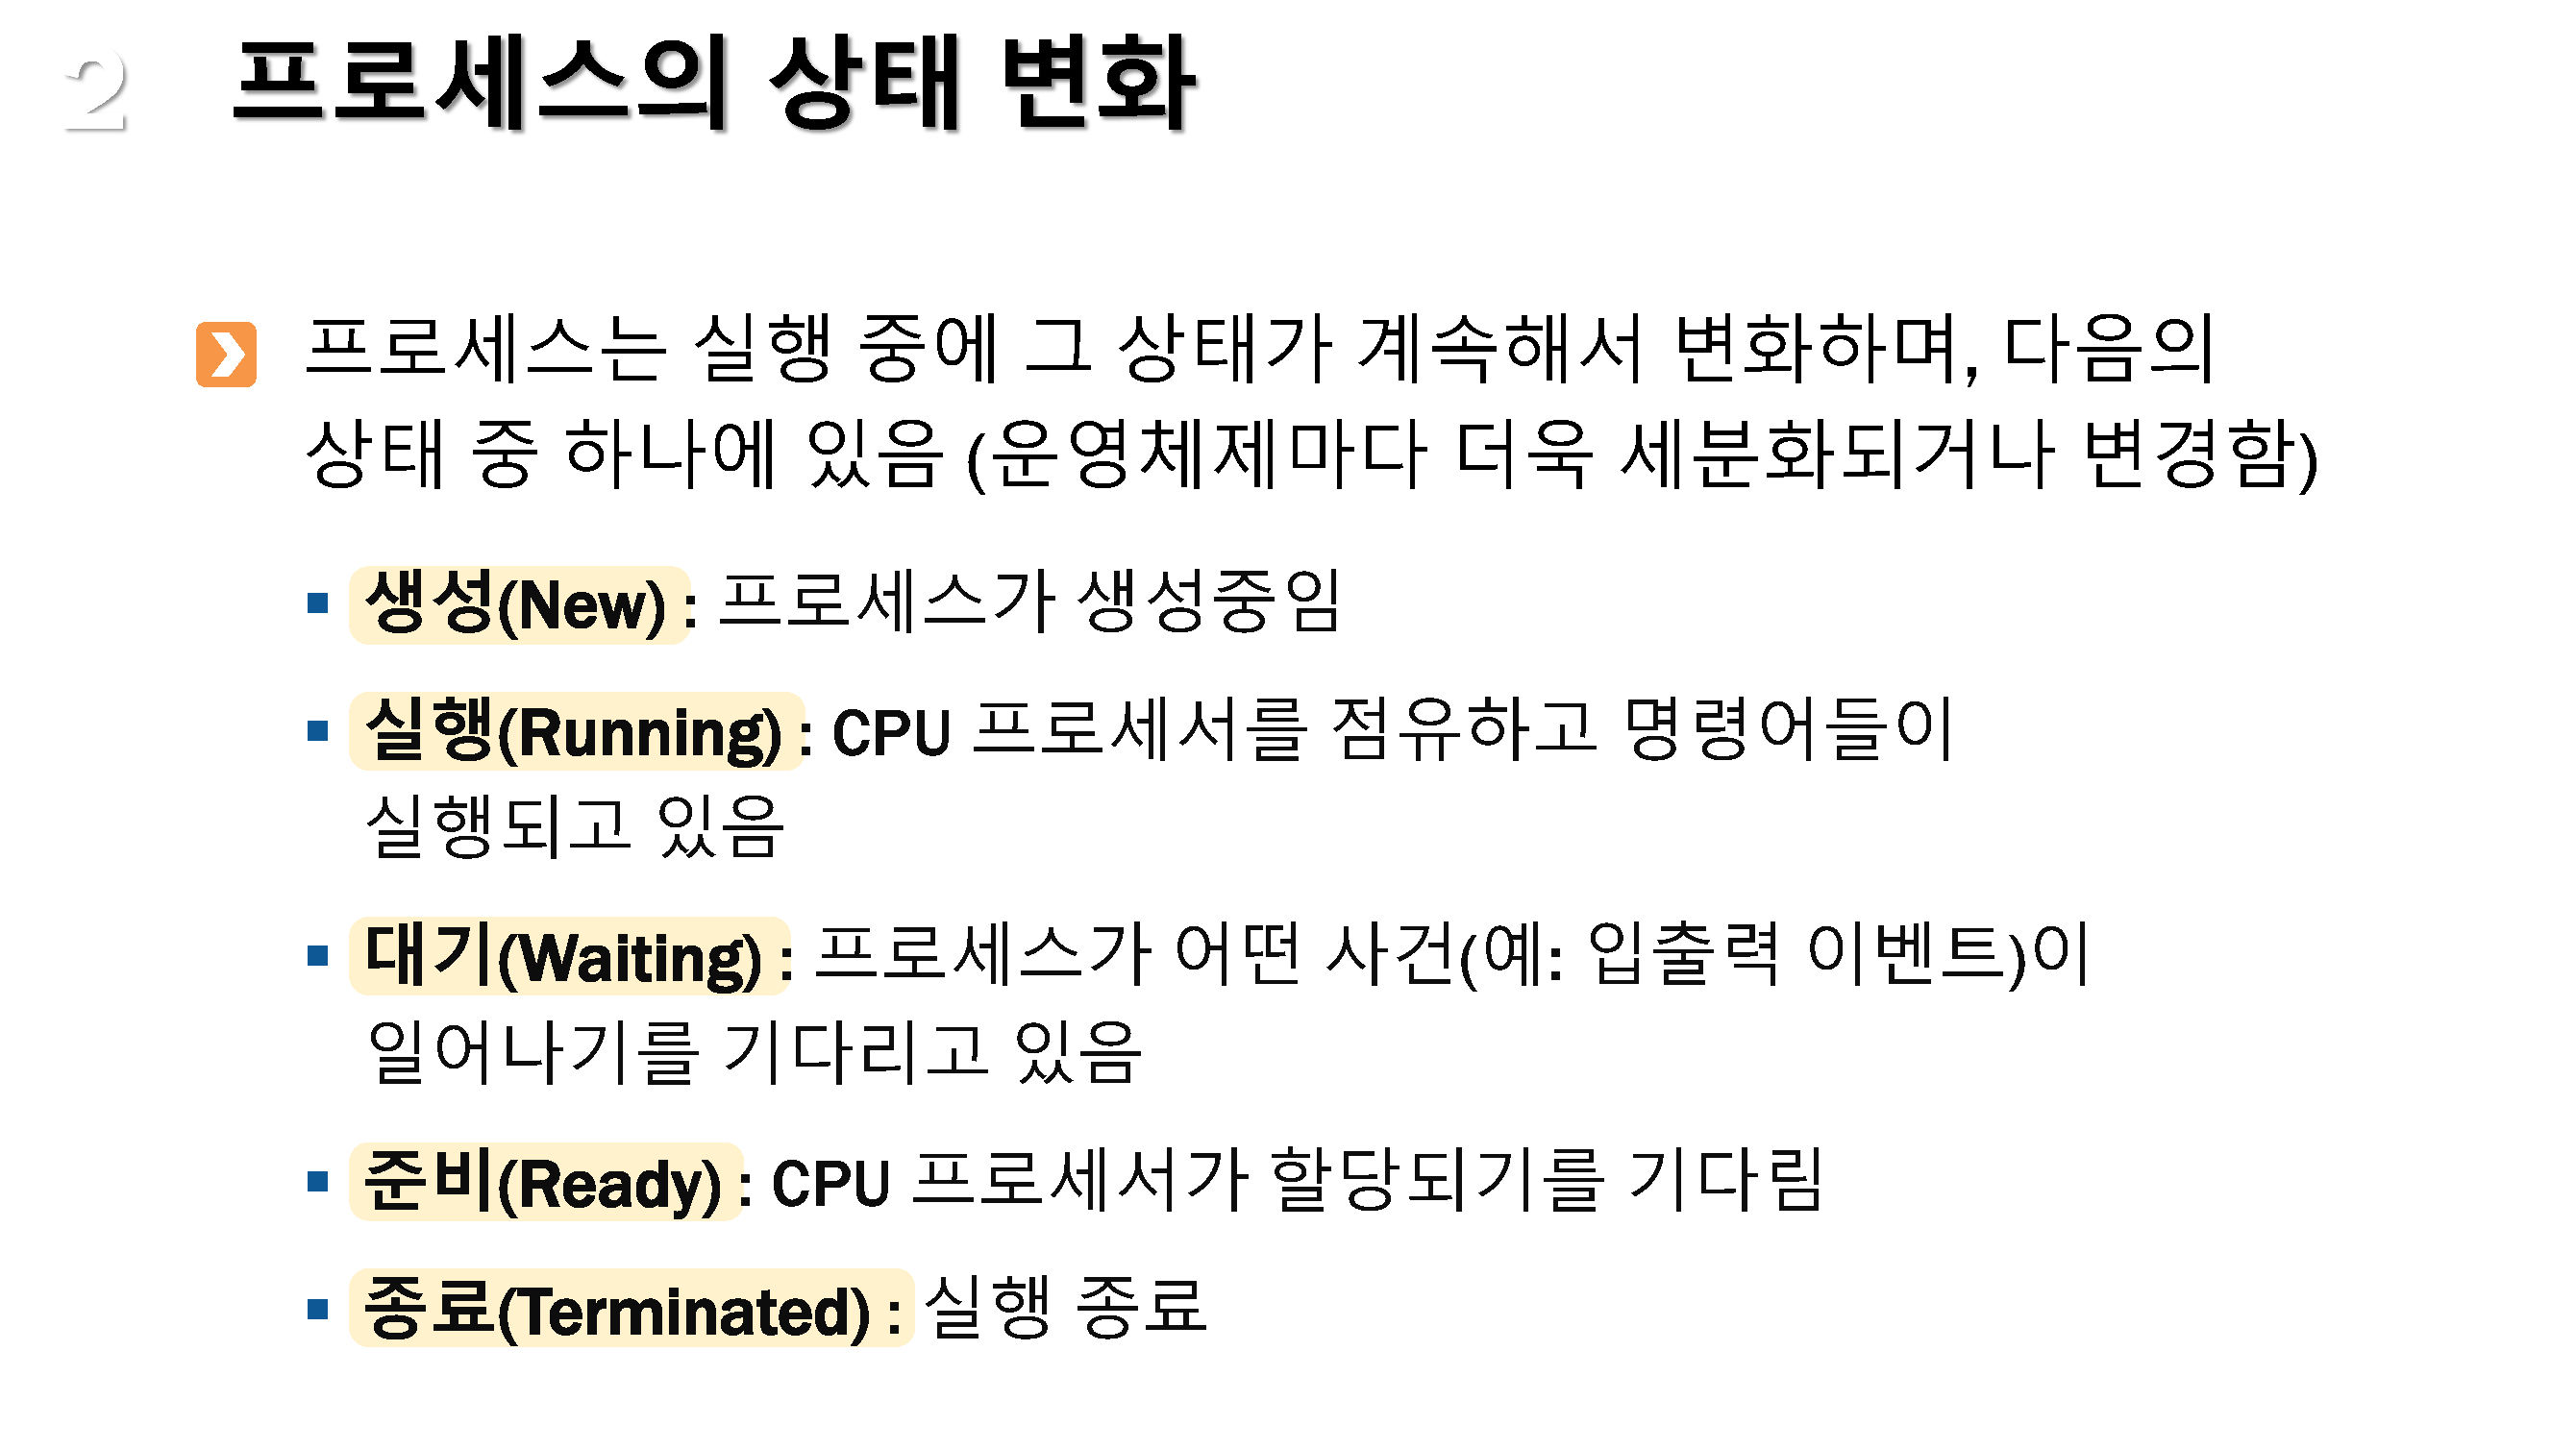 2 프로세스의 상태 변화
프로세스는 실행 중에 그 상태가 계속해서 변화하며, 다음의
상태 중 하나에 있음 (운영체제마다 더욱 세분화되거나 변경함)
생성(New) : 프로세스가 생성중임
실행(Running) : CPU 프로세서를 점유하고 명령어들이
실행되고 있음
대기(Waiting) : 프로세스가 어떤 사건(예: 입출력 이벤트)이
일어나기를 기다리고 있음
준비(Ready) : CPU 프로세서가 할당되기를 기다림
종료(Terminated) : 실행 종료